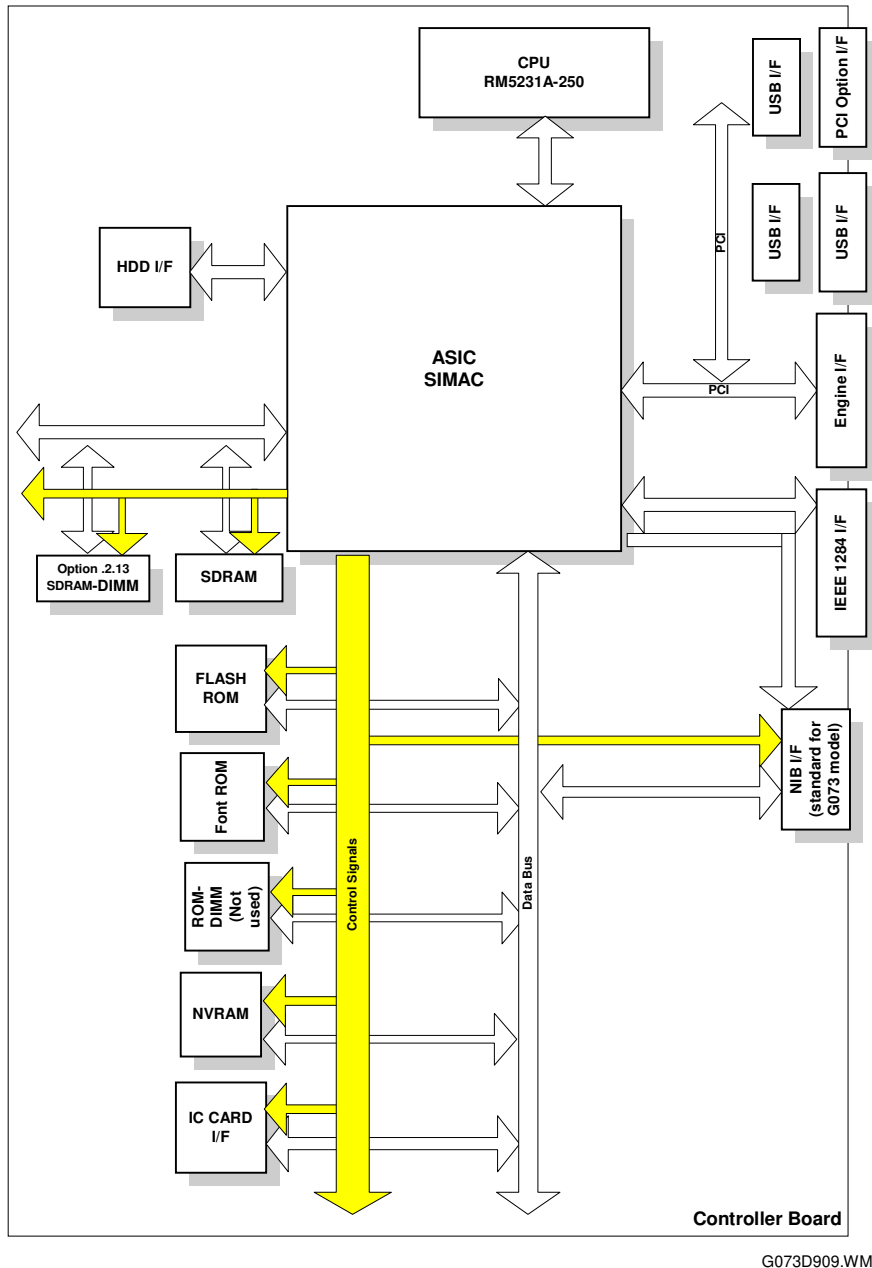 CPU
RM5231A-250
USB I/F
PCI Option I/F
USB I/F
USB I/F
PCI
HDD I/F
ASIC
SIMAC
PCI
Engine I/F
IEEE 1284 I/F
Option .2.13
SDRAM-DIMM
SDRAM
FLASH
ROM
NIB I/F
(standard for
G073 model)
Font ROM
ROM-
DIMM
(Not
used)
Control Signals
Data Bus
NVRAM
IC CARD
I/F
Controller Board
G073D909.WM